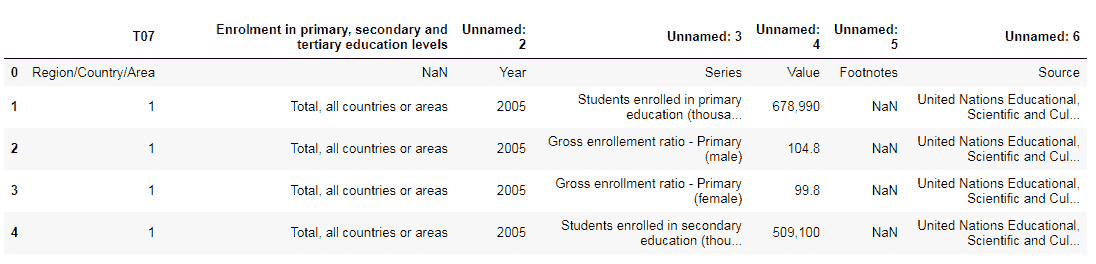 T07 Enrolment in primary, secondary and tertiary education levels Unnamed: 2 Unnamed: 3 Unnamed: 4 Unnamed: 5 Unnamed: 6
0 Region/Country/Area NaN Year Series Value Footnotes Source
1 1 Total, all countries or areas 2005 Students enrolled in primary education (thousa... 678,990 NaN United Nations Educational, Scientific and Cul...
2 1 Total, all countries or areas 2005 Gross enrollement ratio - Primary (male) 104.8 NaN United Nations Educational, Scientific and Cul...
3 1 Total, all countries or areas 2005 Gross enrollment ratio - Primary (female) 99.8 NaN United Nations Educational, Scientific and Cul...
4 1 Total, all countries or areas 2005 Students enrolled in secondary education (thou... 509,100 NaN United Nations Educational, Scientific and Cul...